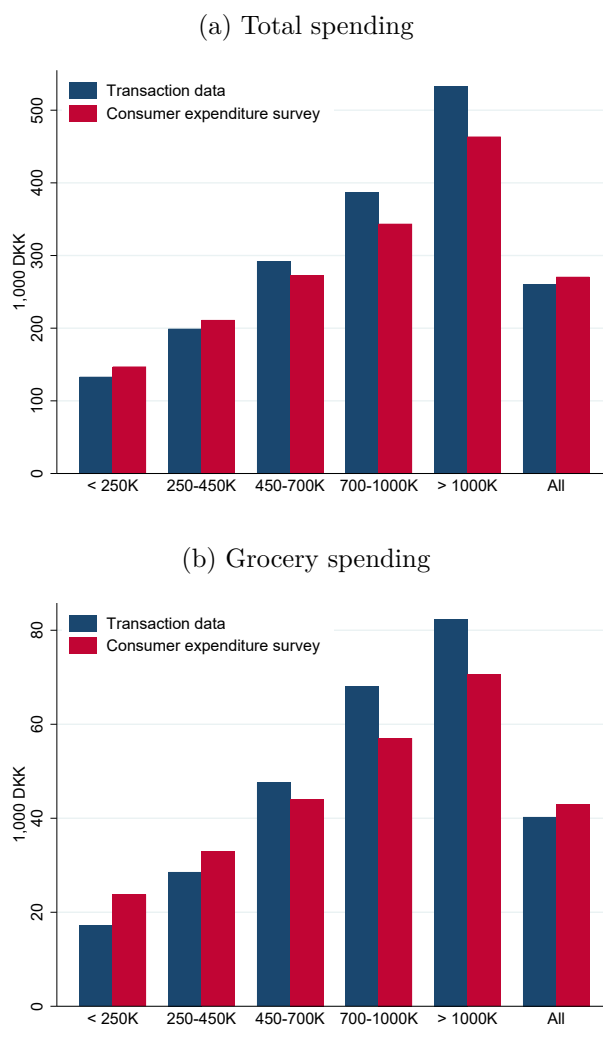 (a) Total spending
Transaction data
Consumer expenditure survey
1,000 DKK
500
400
300
200
100
0
< 250K 250-450K 450-700K 700-1000K > 1000K All
(b) Grocery spending
Transaction data
Consumer expenditure survey
1,000 DKK
80
60
40
20
0
< 250K 250-450K 450-700K 700-1000K > 1000K All